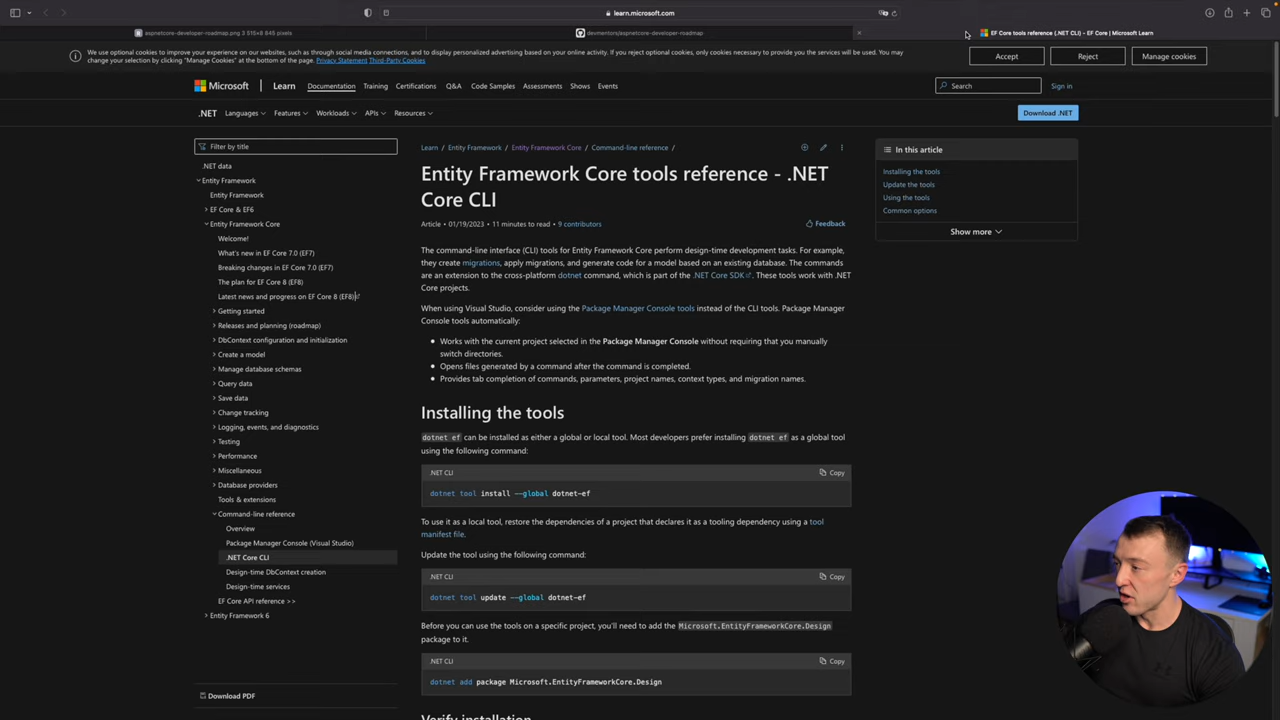 learn.microsoft.com
aspnetcore-developer-roadmap.png 3 515×8 845 pixels
devmentors/aspnetcore-developer-roadmap
EF Core tools reference (.NET CLI) - EF Core | Microsoft Learn
We use optional cookies to improve your experience on our websites, such as through social media connections, and to display personalized advertising based on your online activity. If you reject optional cookies, only cookies necessary to provide you the services will be used. You may
change your selection by clicking "Manage Cookies" at the bottom of the page. Privacy Statement Third-Party Cookies
Accept
Reject
Manage cookies
Microsoft
Learn
Documentation
Training
Certifications
Q&A
Code Samples
Assessments
Shows
Events
Search
Sign in
.NET
Languages
Features
Workloads
APIs
Resources
Download .NET
Filter by title
.NET data
Entity Framework
Entity Framework
EF Core & EF6
Entity Framework Core
Welcome!
What's new in EF Core 7.0 (EF7)
Breaking changes in EF Core 7.0 (EF7)
The plan for EF Core 8 (EF8)
Latest news and progress on EF Core 8 (EF8)
Getting started
Releases and planning (roadmap)
DbContext configuration and initialization
Create a model
Manage database schemas
Query data
Save data
Change tracking
Logging, events, and diagnostics
Testing
Performance
Miscellaneous
Database providers
Tools & extensions
Command-line reference
Overview
Package Manager Console (Visual Studio)
.NET Core CLI
Design-time DbContext creation
Design-time services
EF Core API reference >>
Entity Framework 6
Download PDF
Learn / Entity Framework / Entity Framework Core / Command-line reference /
Entity Framework Core tools reference - .NET
Core CLI
Article • 01/19/2023 • 11 minutes to read • 9 contributors
Feedback
The command-line interface (CLI) tools for Entity Framework Core perform design-time development tasks. For example,
they create migrations, apply migrations, and generate code for a model based on an existing database. The commands
are an extension to the cross-platform dotnet command, which is part of the .NET Core SDK. These tools work with .NET
Core projects.
When using Visual Studio, consider using the Package Manager Console tools instead of the CLI tools. Package Manager
Console tools automatically:
• Works with the current project selected in the Package Manager Console without requiring that you manually
switch directories.
• Opens files generated by a command after the command is completed.
• Provides tab completion of commands, parameters, project names, context types, and migration names.
Installing the tools
dotnet ef can be installed as either a global or local tool. Most developers prefer installing dotnet ef as a global tool
using the following command:
.NET CLI
Copy
dotnet tool install --global dotnet-ef
To use it as a local tool, restore the dependencies of a project that declares it as a tooling dependency using a tool
manifest file.
Update the tool using the following command:
.NET CLI
Copy
dotnet tool update --global dotnet-ef
Before you can use the tools on a specific project, you'll need to add the Microsoft.EntityFrameworkCore.Design
package to it.
.NET CLI
Copy
dotnet add package Microsoft.EntityFrameworkCore.Design
Verify installation
In this article
Installing the tools
Update the tools
Using the tools
Common options
Show more